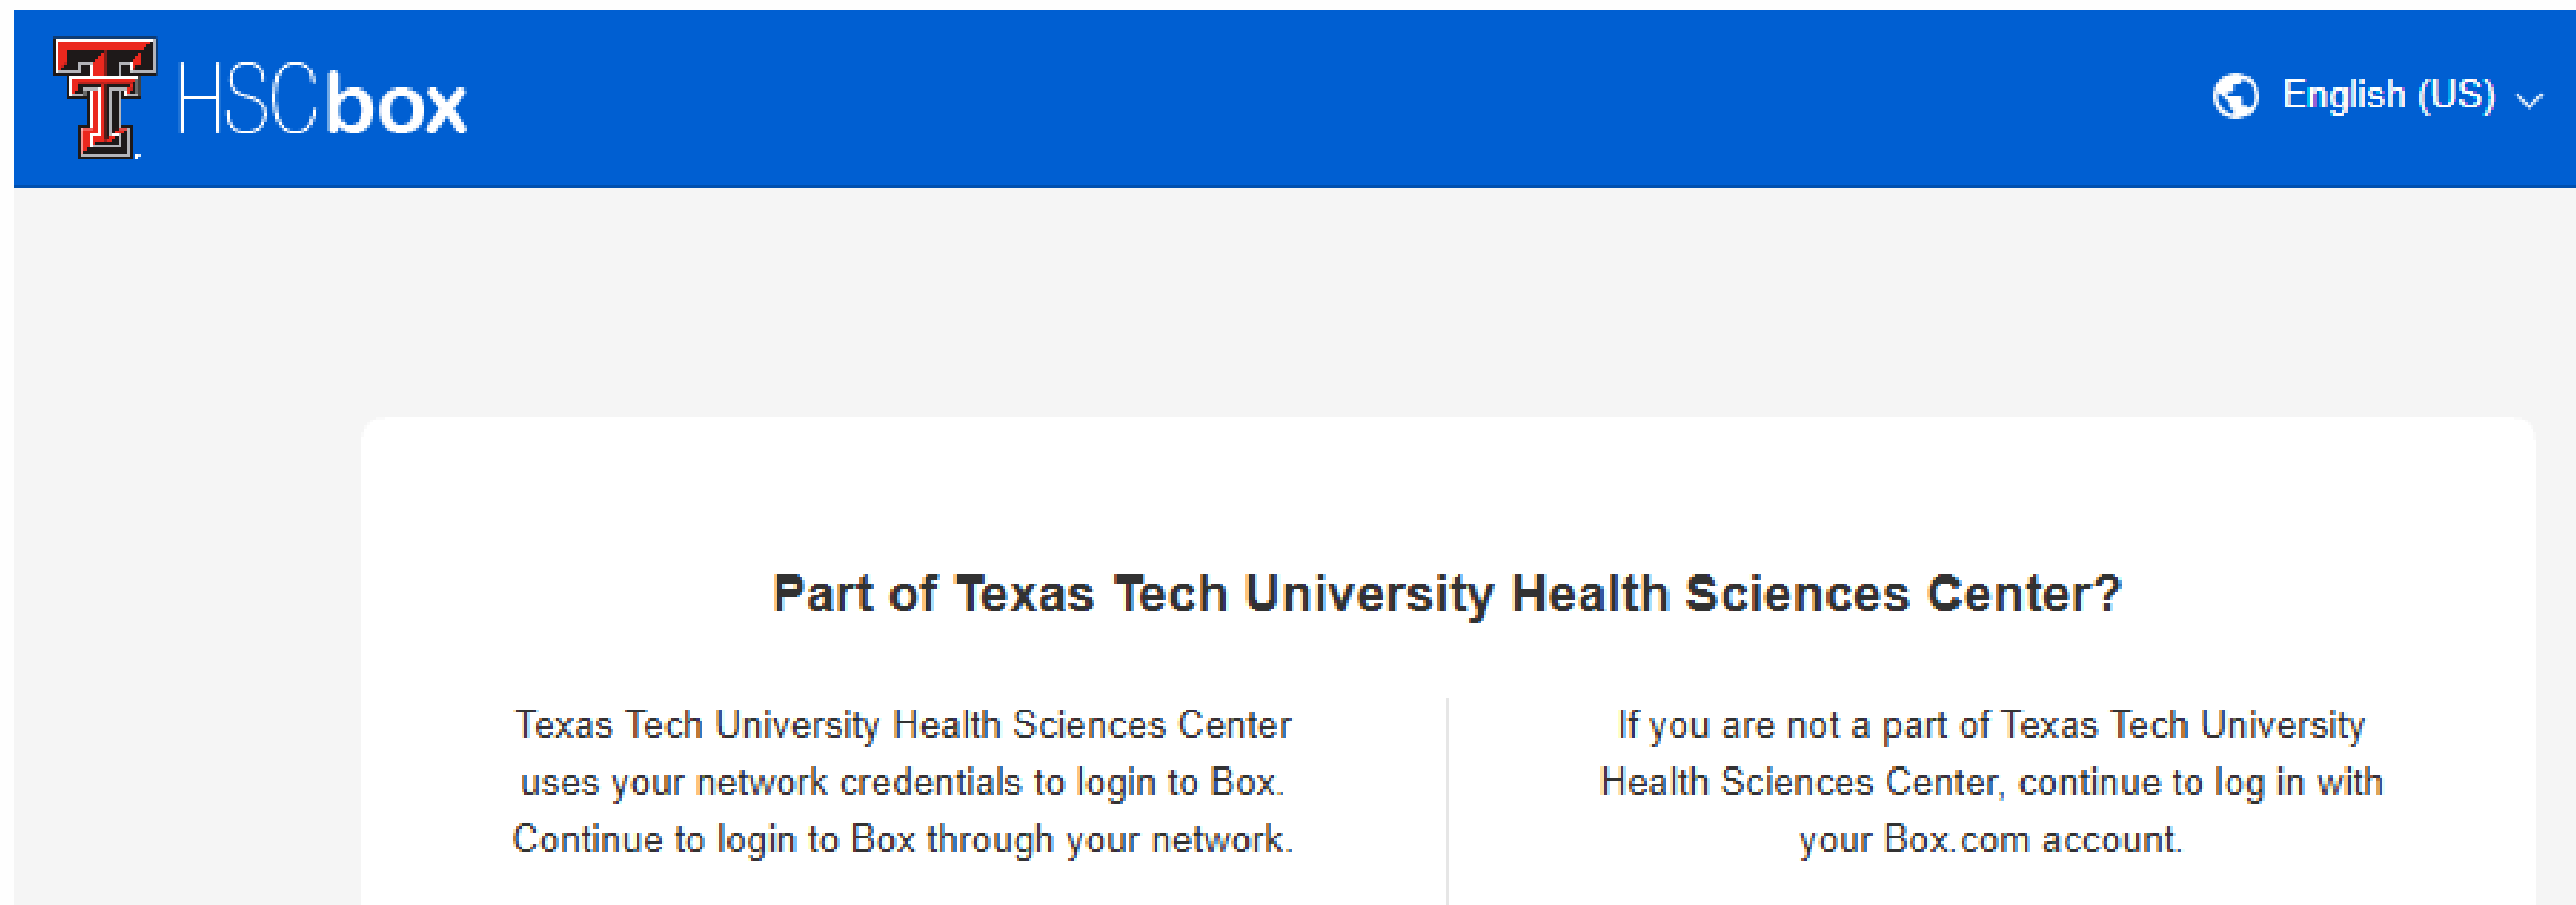 HSCbox
English (US)
Part of Texas Tech University Health Sciences Center?
Texas Tech University Health Sciences Center
uses your network credentials to login to Box.
Continue to login to Box through your network.
If you are not a part of Texas Tech University
Health Sciences Center, continue to log in with
your Box.com account.